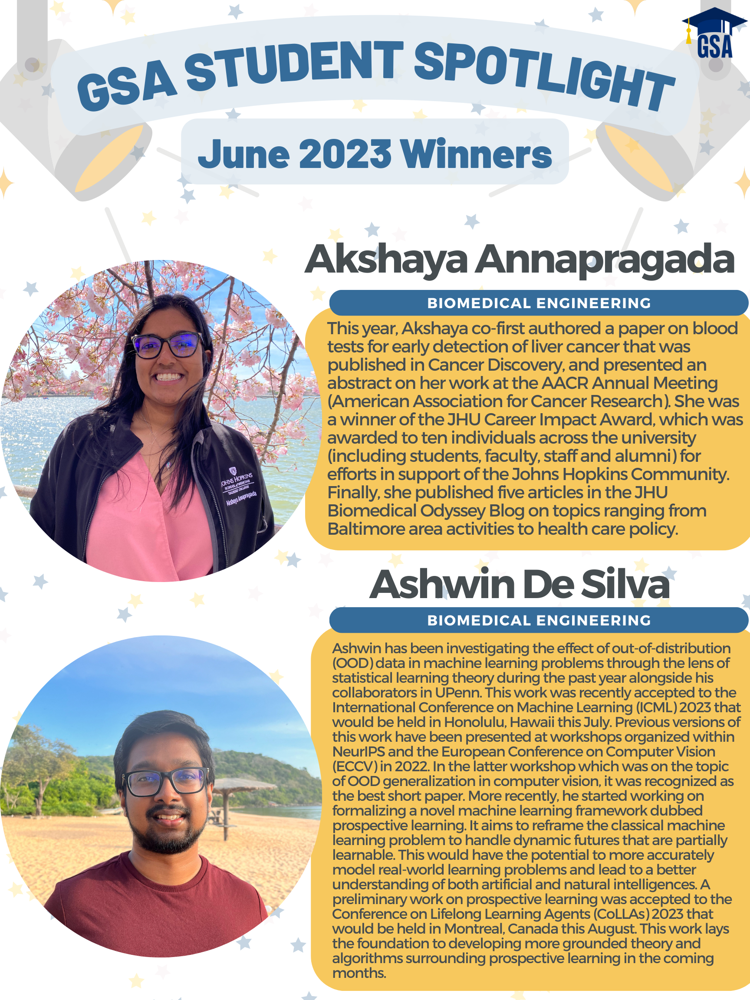 GSA
GSA STUDENT SPOTLIGHT
June 2023 Winners
Akshaya Annapragada
BIOMEDICAL ENGINEERING
This year, Akshaya co-first authored a paper on blood
tests for early detection of liver cancer that was
published in Cancer Discovery, and presented an
abstract on her work at the AACR Annual Meeting
(American Association for Cancer Research). She was
a winner of the JHU Career Impact Award, which was
awarded to ten individuals across the university
(including students, faculty, staff and alumni) for
efforts in support of the Johns Hopkins Community.
Finally, she published five articles in the JHU
Biomedical Odyssey Blog on topics ranging from
Baltimore area activities to health care policy.
JOHNS HOPKINS
SCHOOL of MEDICINE
TAUSSIG COLLEGE
Akshaya Annapragada
Ashwin De Silva
BIOMEDICAL ENGINEERING
Ashwin has been investigating the effect of out-of-distribution
(OOD) data in machine learning problems through the lens of
statistical learning theory during the past year alongside his
collaborators in UPenn. This work was recently accepted to the
International Conference on Machine Learning (ICML) 2023 that
would be held in Honolulu, Hawaii this July. Previous versions of
this work have been presented at workshops organized within
NeurIPS and the European Conference on Computer Vision
(ECCV) in 2022. In the latter workshop which was on the topic
of OOD generalization in computer vision, it was recognized as
the best short paper. More recently, he started working on
formalizing a novel machine learning framework dubbed
prospective learning. It aims to reframe the classical machine
learning problem to handle dynamic futures that are partially
learnable. This would have the potential to more accurately
model real-world learning problems and lead to a better
understanding of both artificial and natural intelligences. A
preliminary work on prospective learning was accepted to the
Conference on Lifelong Learning Agents (CoLLAs) 2023 that
would be held in Montreal, Canada this August. This work lays
the foundation to developing more grounded theory and
algorithms surrounding prospective learning in the coming
months.